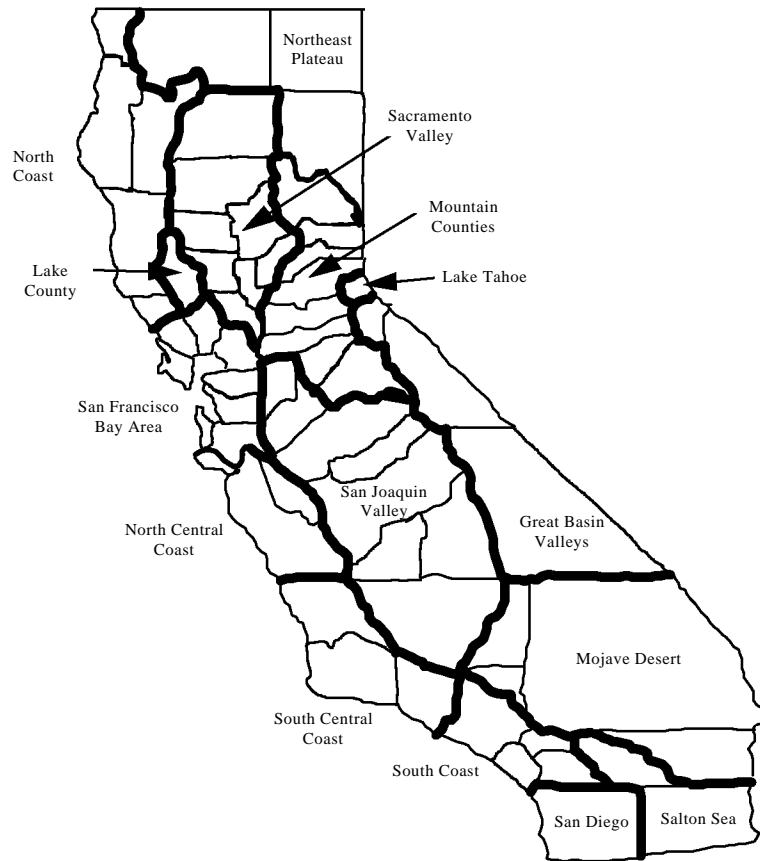 Northeast
Plateau
Sacramento
Valley
North
Coast
Mountain
Counties
Lake
County
Lake Tahoe
San Francisco
Bay Area
San Joaquin
Valley
North Central
Coast
Great Basin
Valleys
Mojave Desert
South Central
Coast
South Coast
San Diego
Salton Sea